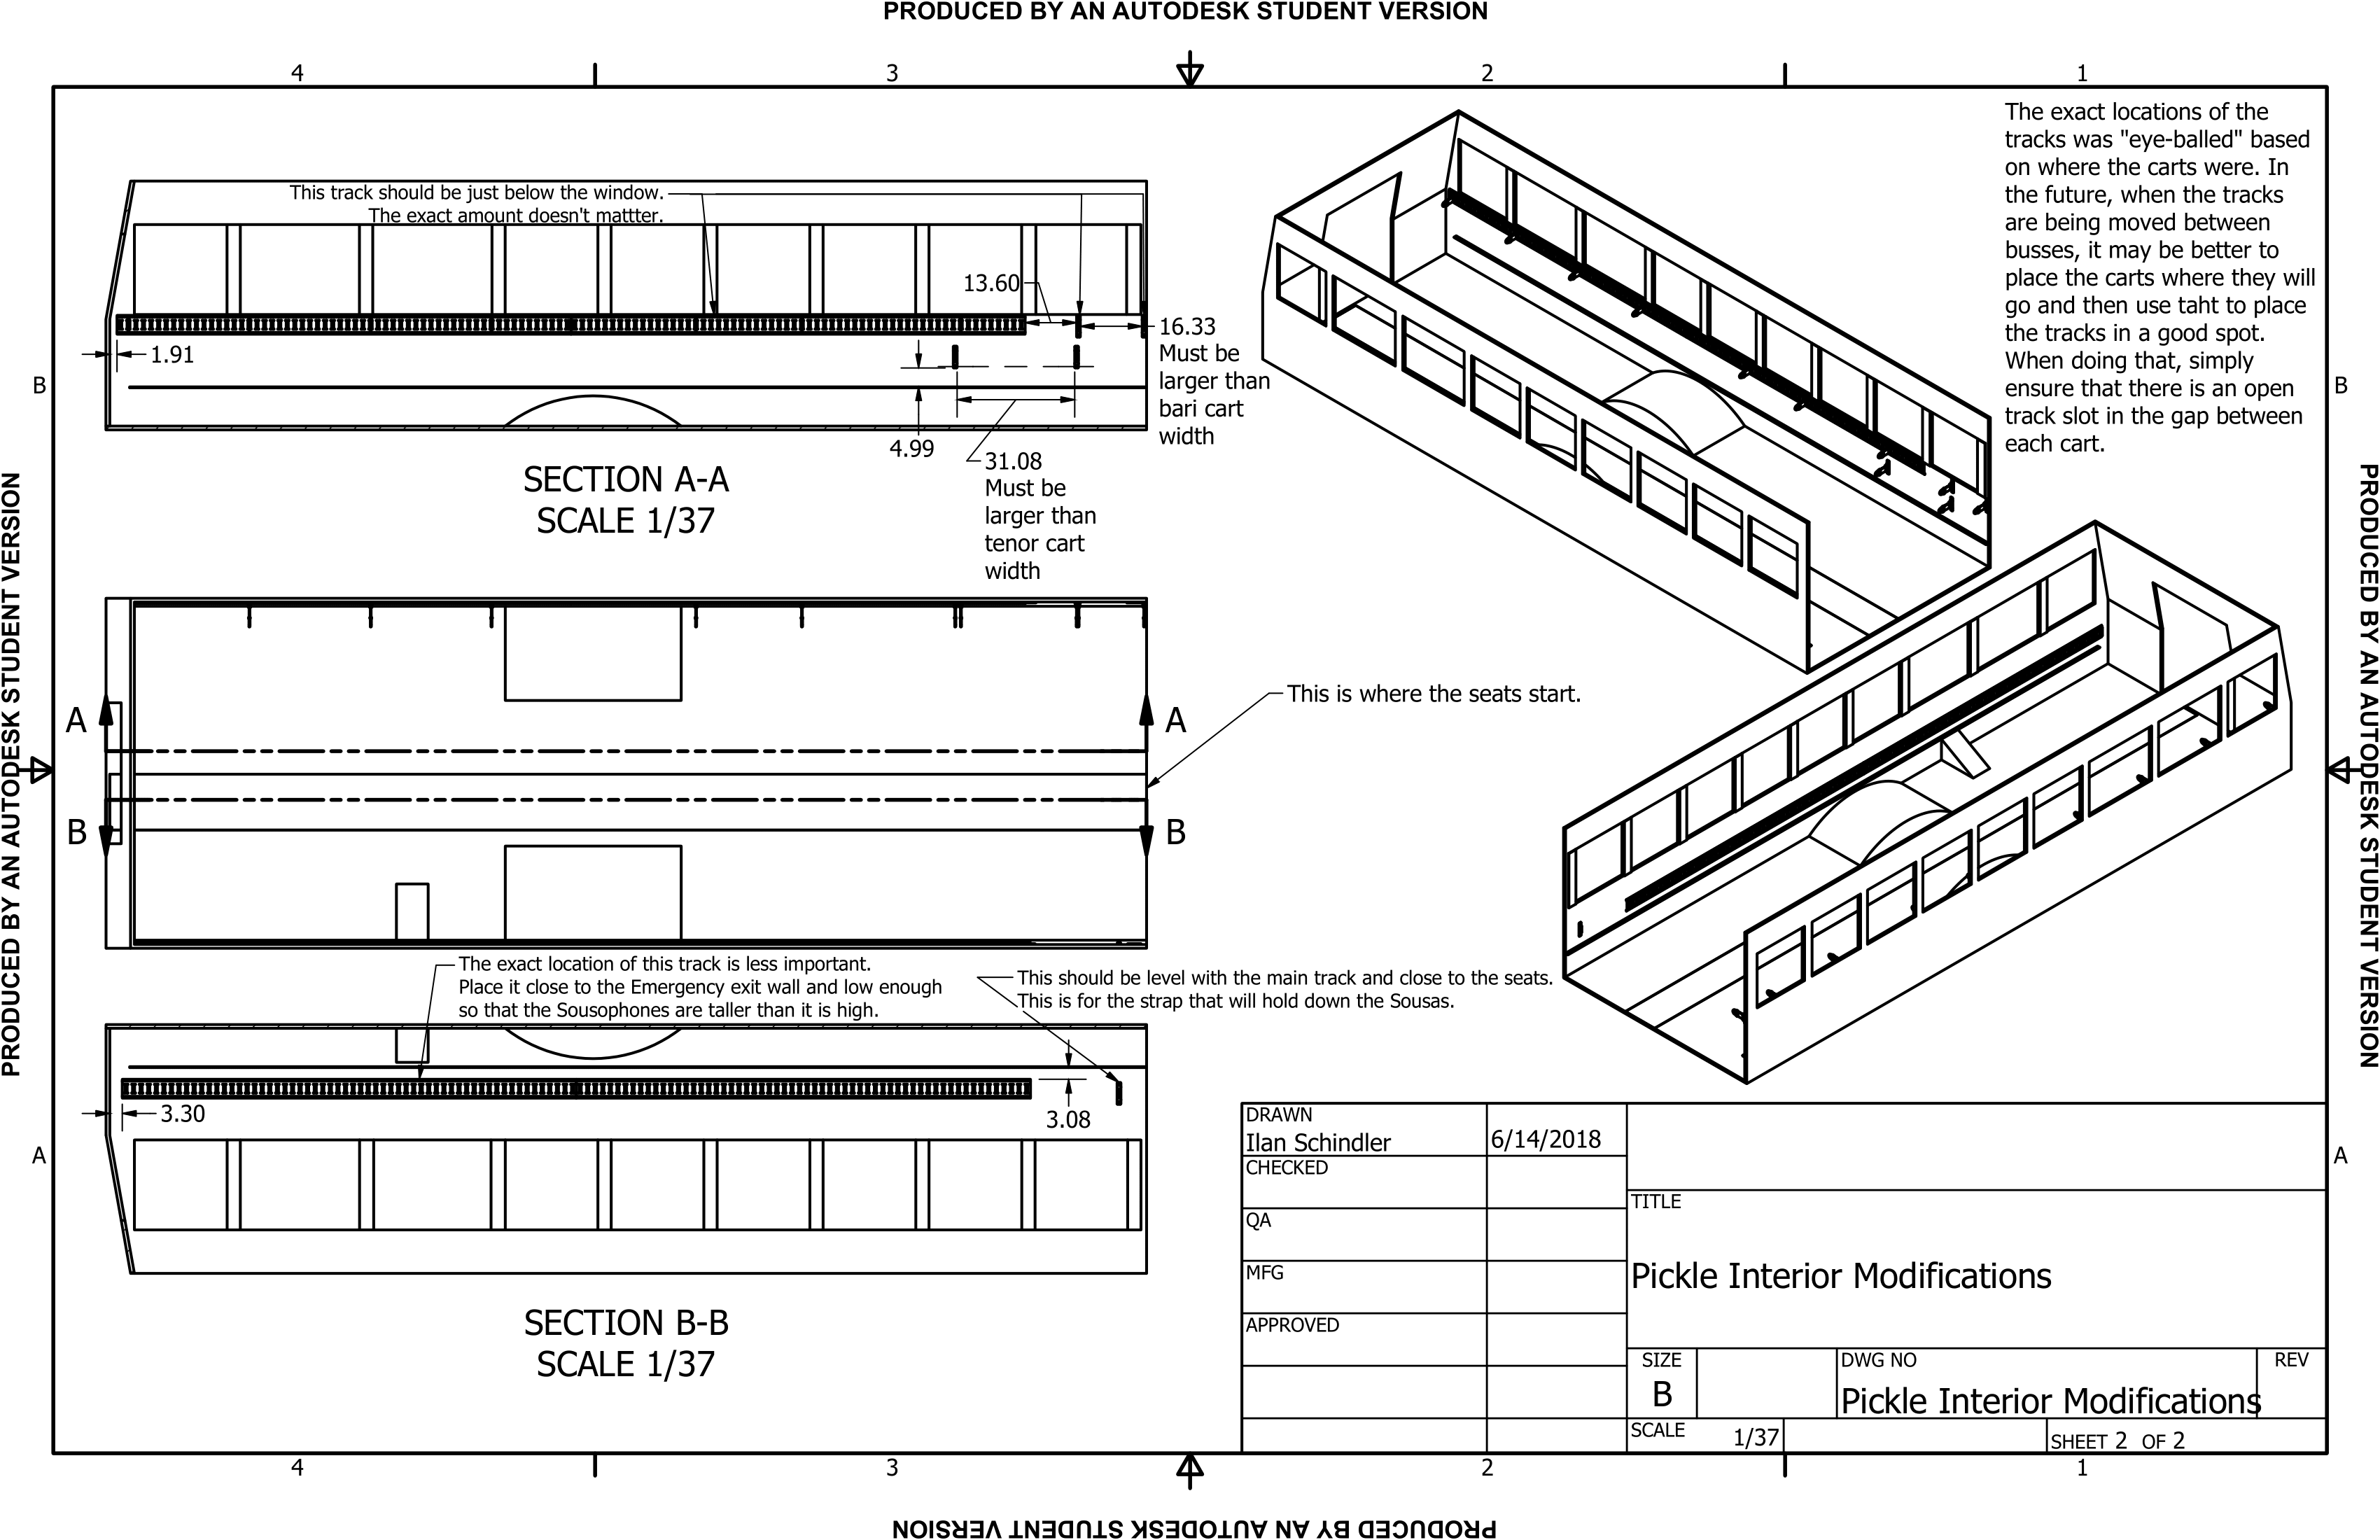 PRODUCED BY AN AUTODESK STUDENT VERSION
4
3
2
1
The exact locations of the
tracks was "eye-balled" based
on where the carts were. In
the future, when the tracks
are being moved between
busses, it may be better to
place the carts where they will
go and then use taht to place
the tracks in a good spot.
When doing that, simply
ensure that there is an open
track slot in the gap between
each cart.
This track should be just below the window.
The exact amount doesn't mattter.
13.60
16.33
Must be
larger than
bari cart
width
1.91
B
B
4.99
31.08
Must be
larger than
tenor cart
width
SECTION A-A
SCALE 1/37
PRODUCED BY AN AUTODESK STUDENT VERSION
PRODUCED BY AN AUTODESK STUDENT VERSION
This is where the seats start.
A
A
B
B
The exact location of this track is less important.
Place it close to the Emergency exit wall and low enough
so that the Sousophones are taller than it is high.
This should be level with the main track and close to the seats.
This is for the strap that will hold down the Sousas.
3.30
3.08
A
A
SECTION B-B
SCALE 1/37
DRAWN
Ilan Schindler
6/14/2018
CHECKED
QA
MFG
APPROVED
TITLE
Pickle Interior Modifications
SIZE
B
DWG NO
Pickle Interior Modifications
REV
SCALE
1/37
SHEET 2 OF 2
4
3
2
1
PRODUCED BY AN AUTODESK STUDENT VERSION